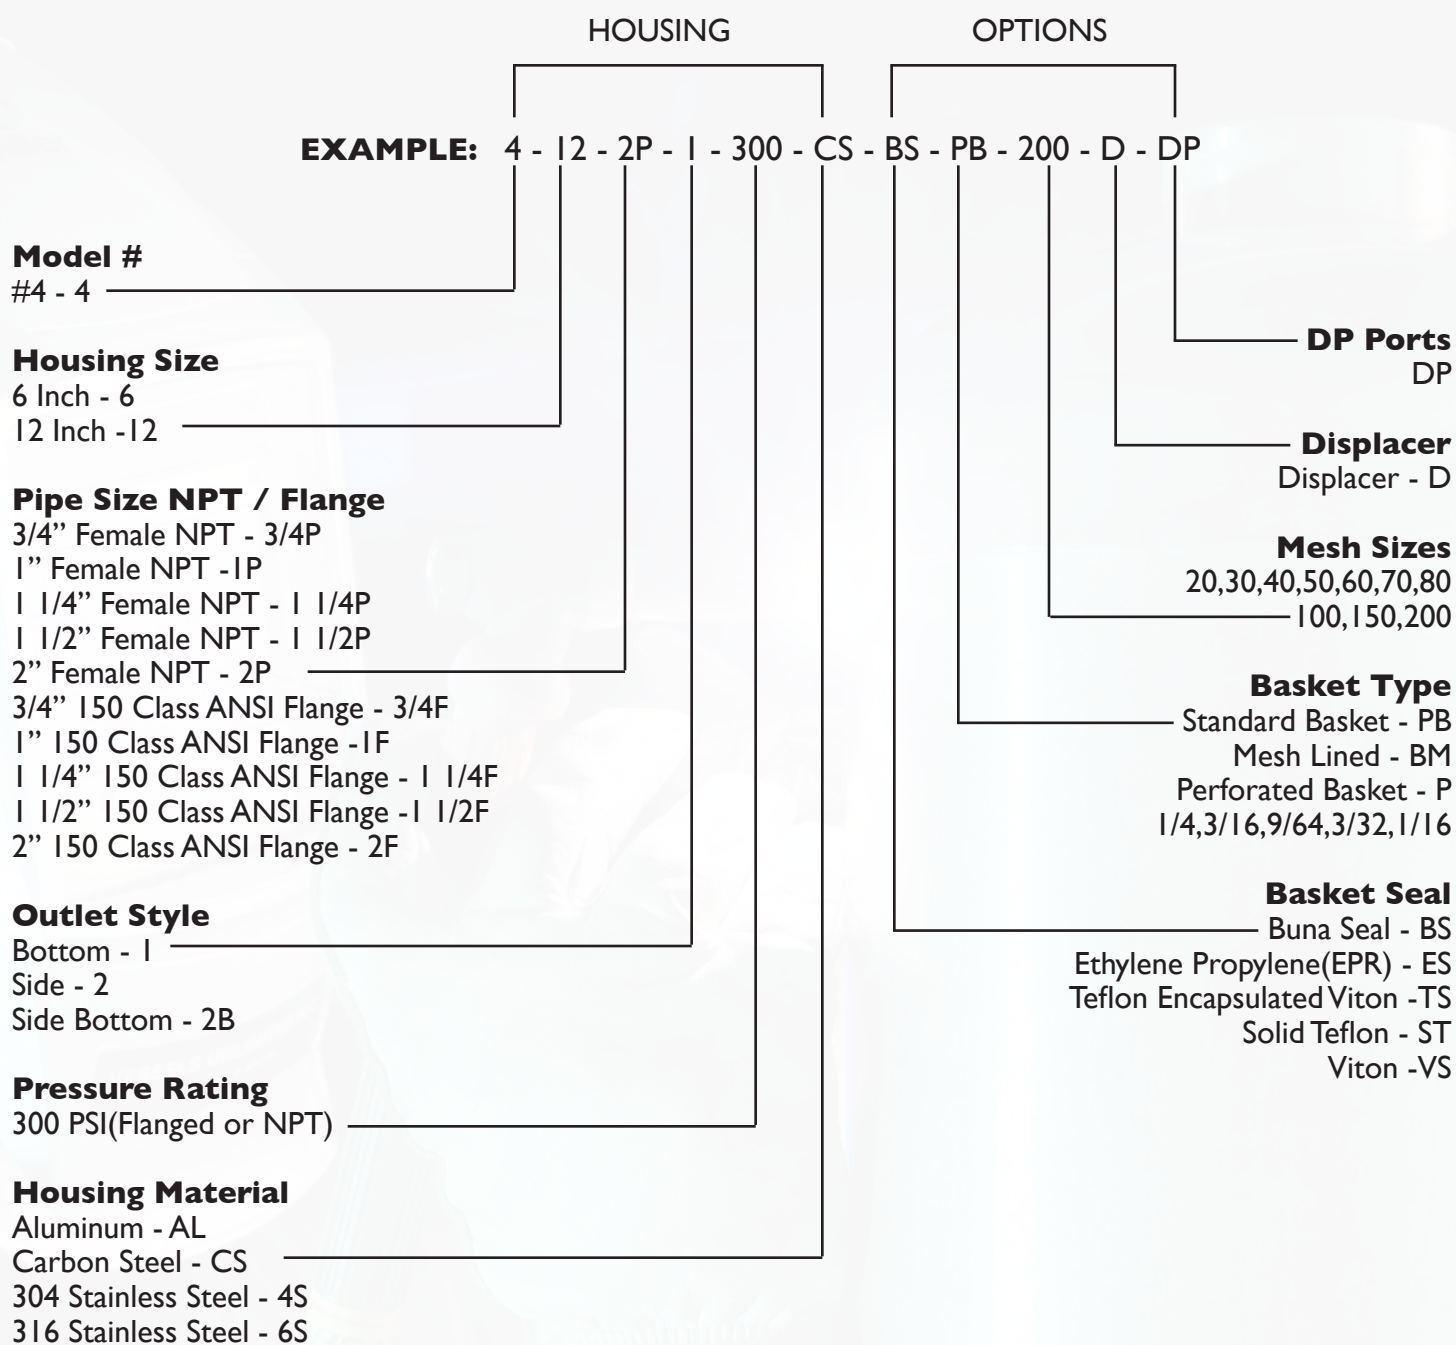 HOUSING
OPTIONS
EXAMPLE: 4 - 12 - 2P - 1 - 300 - CS - BS - PB - 200 - D - DP
Model #
#4 - 4
Housing Size
6 Inch - 6
12 Inch -12
Pipe Size NPT / Flange
3/4” Female NPT - 3/4P
1” Female NPT -1P
1 1/4” Female NPT - 1 1/4P
1 1/2” Female NPT - 1 1/2P
2” Female NPT - 2P
3/4” 150 Class ANSI Flange - 3/4F
1” 150 Class ANSI Flange -1F
1 1/4” 150 Class ANSI Flange - 1 1/4F
1 1/2” 150 Class ANSI Flange -1 1/2F
2” 150 Class ANSI Flange - 2F
Outlet Style
Bottom - 1
Side - 2
Side Bottom - 2B
Pressure Rating
300 PSI(Flanged or NPT)
Housing Material
Aluminum - AL
Carbon Steel - CS
304 Stainless Steel - 4S
316 Stainless Steel - 6S
DP Ports
DP
Displacer
Displacer - D
Mesh Sizes
20,30,40,50,60,70,80
100,150,200
Basket Type
Standard Basket - PB
Mesh Lined - BM
Perforated Basket - P
1/4,3/16,9/64,3/32,1/16
Basket Seal
Buna Seal - BS
Ethylene Propylene(EPR) - ES
Teflon Encapsulated Viton -TS
Solid Teflon - ST
Viton -VS